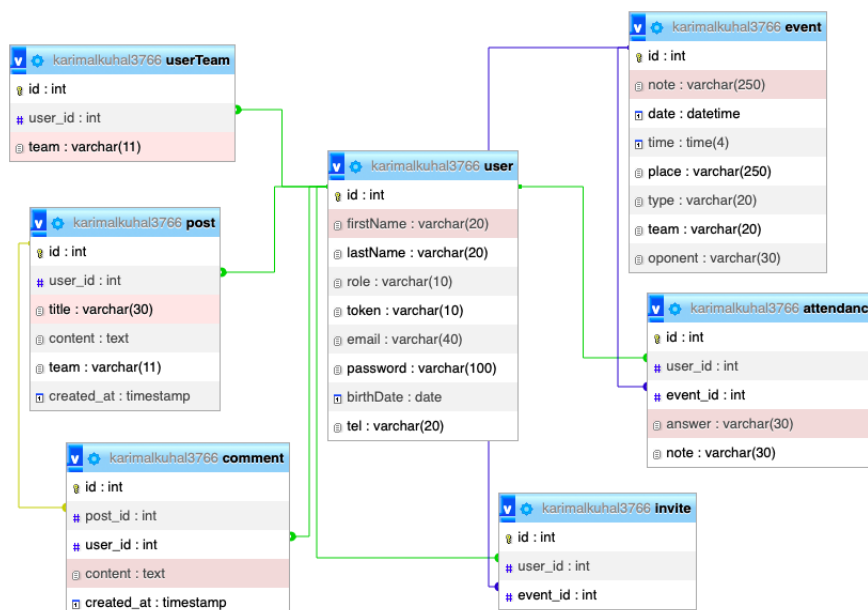 karimalkuhal3766 userTeam
id : int
user_id : int
team : varchar(11)
karimalkuhal3766 post
id : int
user_id : int
title : varchar(30)
content : text
team : varchar(11)
created_at : timestamp
karimalkuhal3766 comment
id : int
post_id : int
user_id : int
content : text
created_at : timestamp
karimalkuhal3766 user
id : int
firstName : varchar(20)
lastName : varchar(20)
role : varchar(10)
token : varchar(10)
email : varchar(40)
password : varchar(100)
birthDate : date
tel : varchar(20)
karimalkuhal3766 event
id : int
note : varchar(250)
date : datetime
time : time(4)
place : varchar(250)
type : varchar(20)
team : varchar(20)
oponent : varchar(30)
karimalkuhal3766 attendanc
id : int
user_id : int
event_id : int
answer : varchar(30)
note : varchar(30)
karimalkuhal3766 invite
id : int
user_id : int
event_id : int